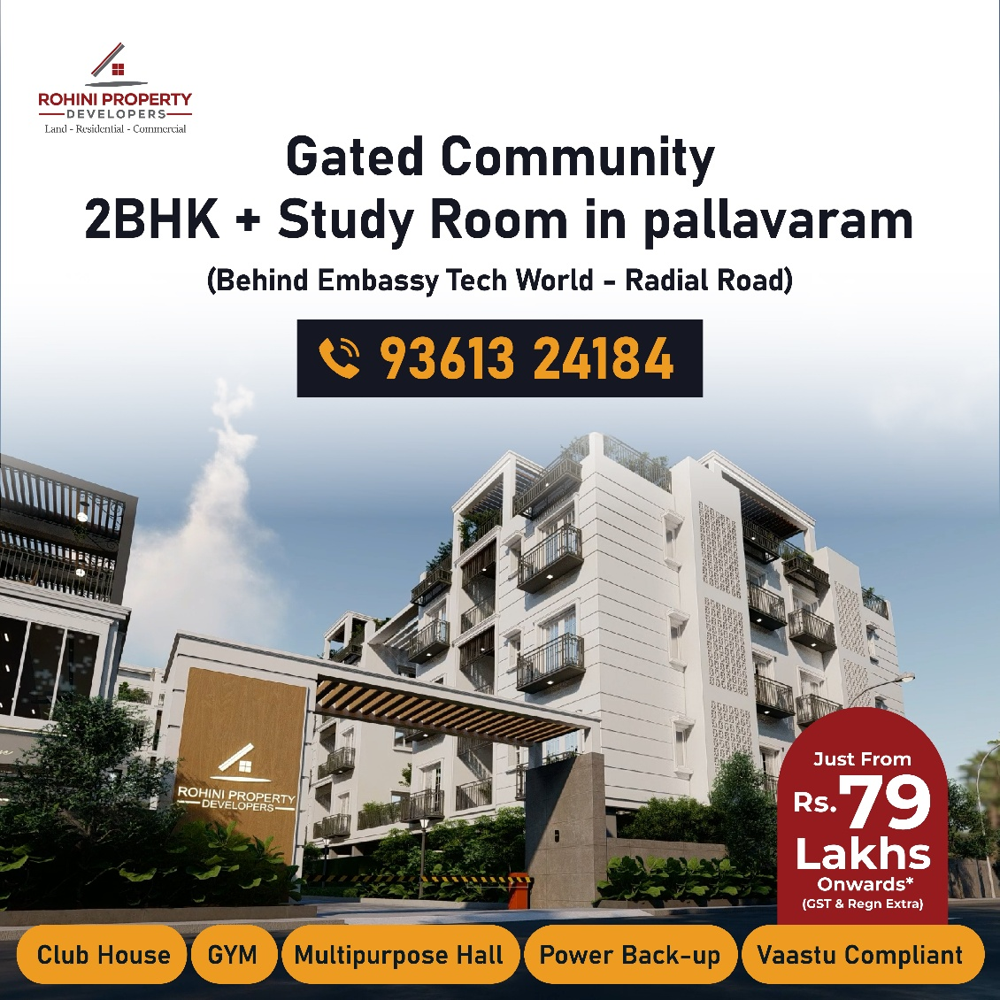 ROHINI PROPERTY
DEVELOPERS
Land - Residential - Commercial
Gated Community
2BHK + Study Room in pallavaram
(Behind Embassy Tech World - Radial Road)
93613 24184
ROHINI PROPERTY
DEVELOPERS
Just From
Rs.79
Lakhs
Onwards*
(GST & Regn Extra)
Club House
GYM
Multipurpose Hall
Power Back-up
Vaastu Compliant